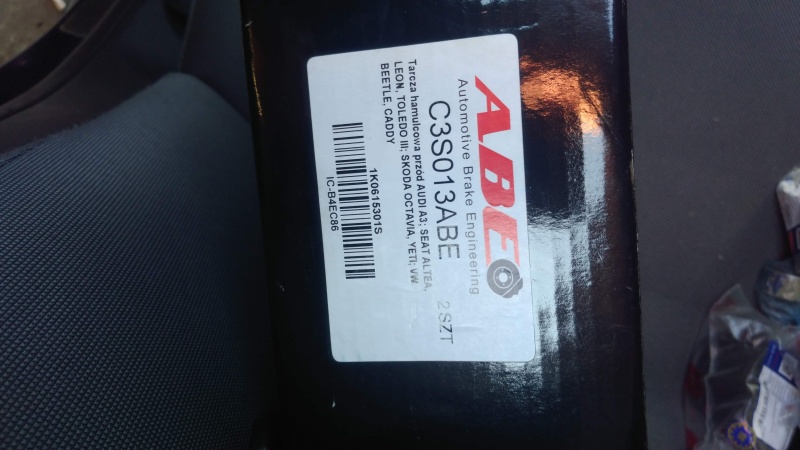 ABE
Automotive Brake Engineering
C3S013ABE 2SZT
Tarcza hamulcowa przód AUDI A3; SEAT ALTEA,
LEON, TOLEDO III; SKODA OCTAVIA, YETI; VW
BEETLE, CADDY
1K0615301S
IC-B4EC86